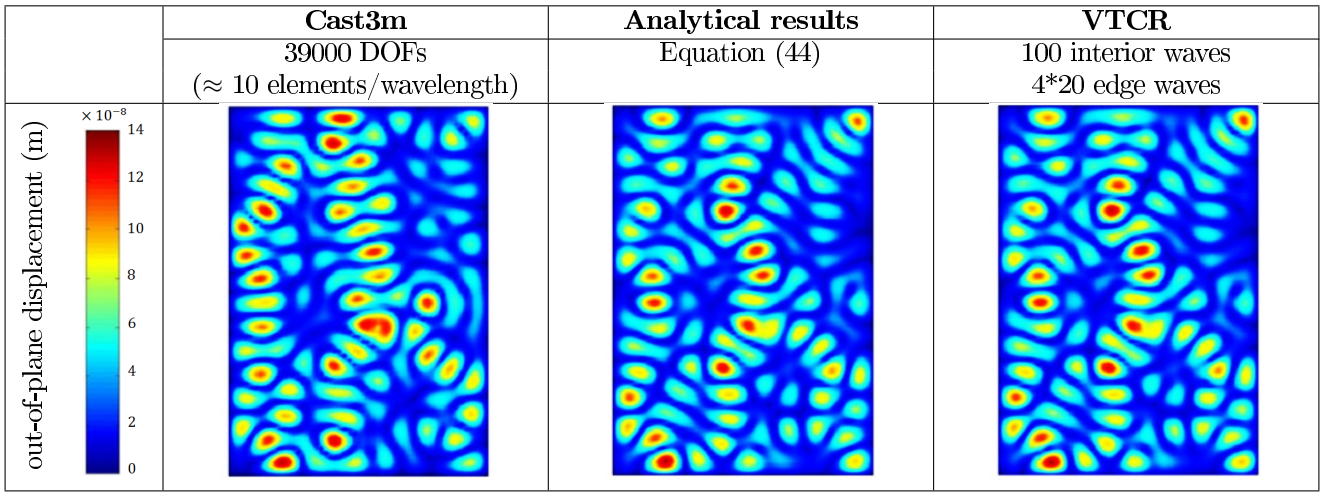 Cast3m
Analytical results
VTCR
39000 DOFs
(≈ 10 elements/wavelength)
Equation (44)
100 interior waves
4*20 edge waves
out-of-plane displacement (m)
× 10⁻⁸
14
12
10
8
6
4
2
0